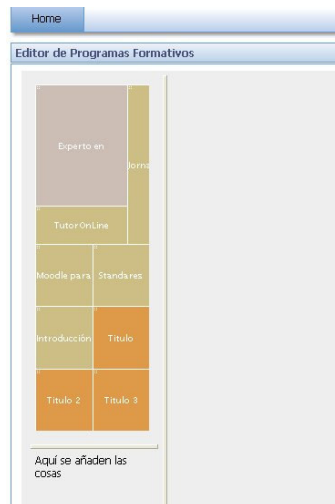 Home
Editor de Programas Formativos
Experto en
Jorna
Tutor OnLine
Moodle para
Standares
Introducción
Titulo
Titulo 2
Titulo 3
Aquí se añaden las
cosas